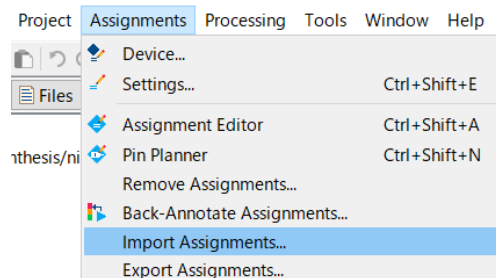 Project Assignments Processing Tools Window Help
Device...
Settings... Ctrl+Shift+E
Files
Assignment Editor Ctrl+Shift+A
nthesis/ni Pin Planner Ctrl+Shift+N
Remove Assignments...
Back-Annotate Assignments...
Import Assignments...
Export Assignments...